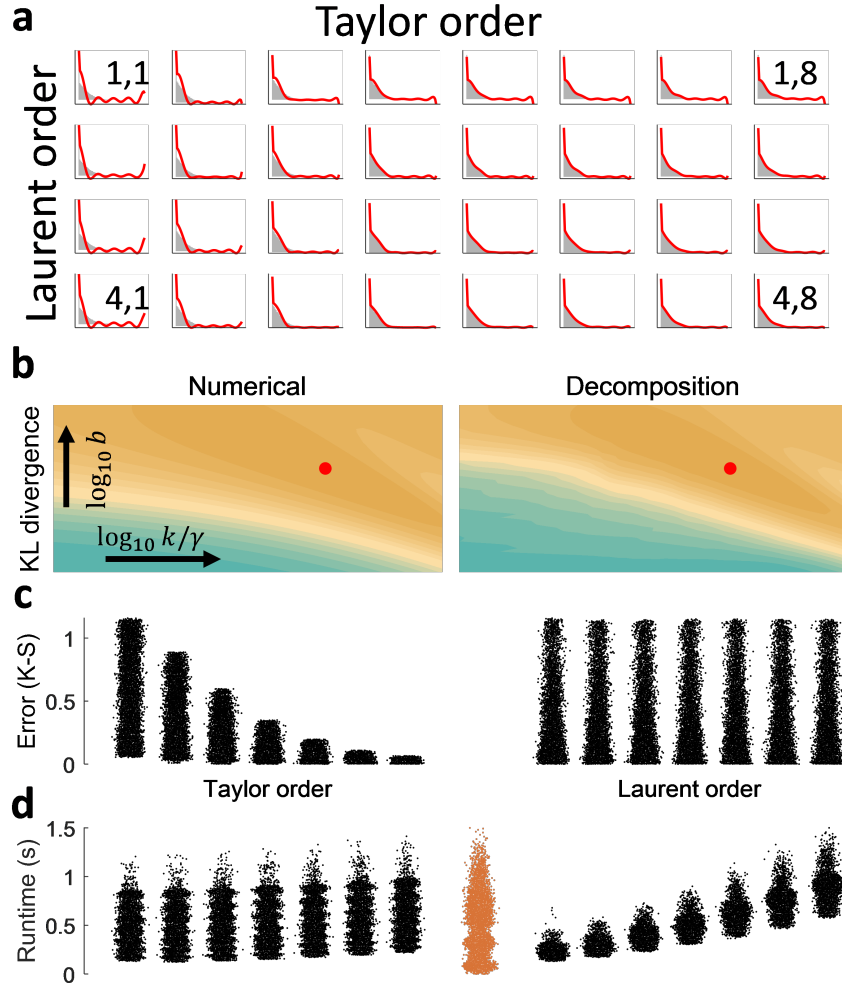 a
Taylor order
Laurent order
1,1
1,8
4,1
4,8
b
Numerical
Decomposition
KL divergence
log₁₀ b
log₁₀ k/γ
c
Error (K-S)
1
0.5
0
Taylor order
Laurent order
d
Runtime (s)
1.5
1
0.5
0